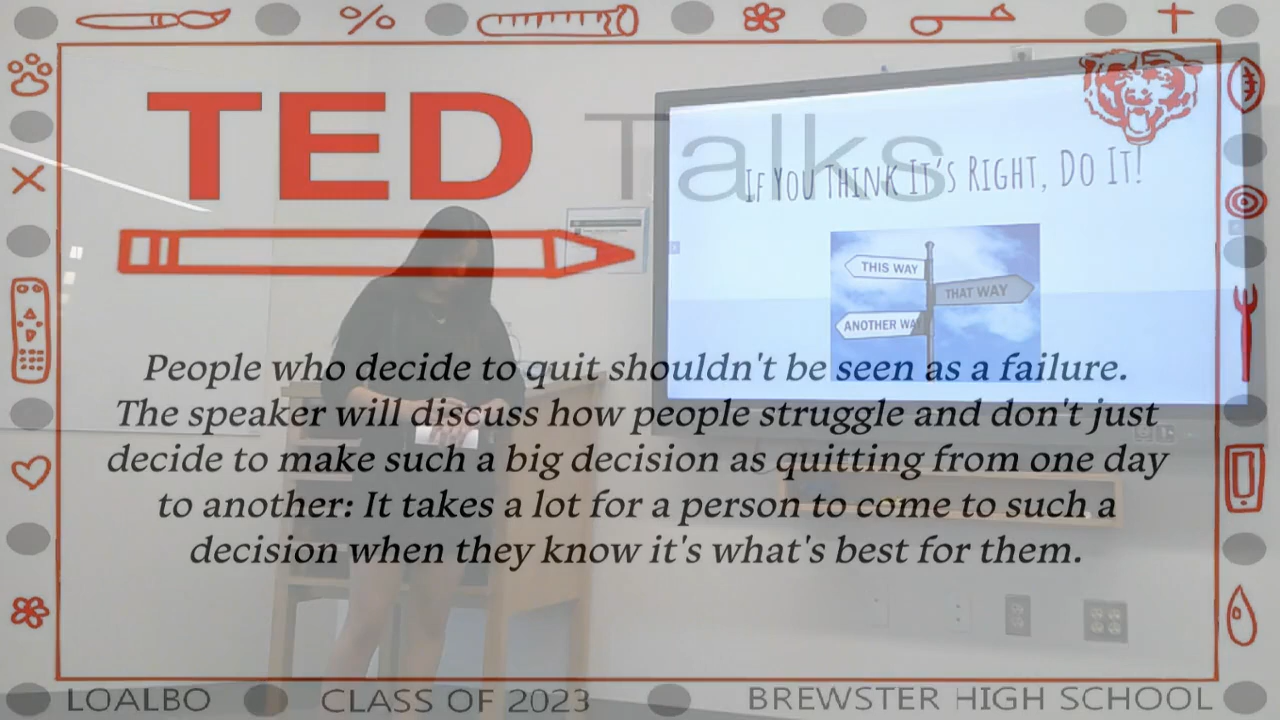 TED Talks
IF YOU THINK IT'S RIGHT, DO IT!
THIS WAY
THAT WAY
ANOTHER WAY
People who decide to quit shouldn't be seen as a failure.
The speaker will discuss how people struggle and don't just
decide to make such a big decision as quitting from one day
to another: It takes a lot for a person to come to such a
decision when they know it's what's best for them.
LOALBO CLASS OF 2023 BREWSTER HIGH SCHOOL